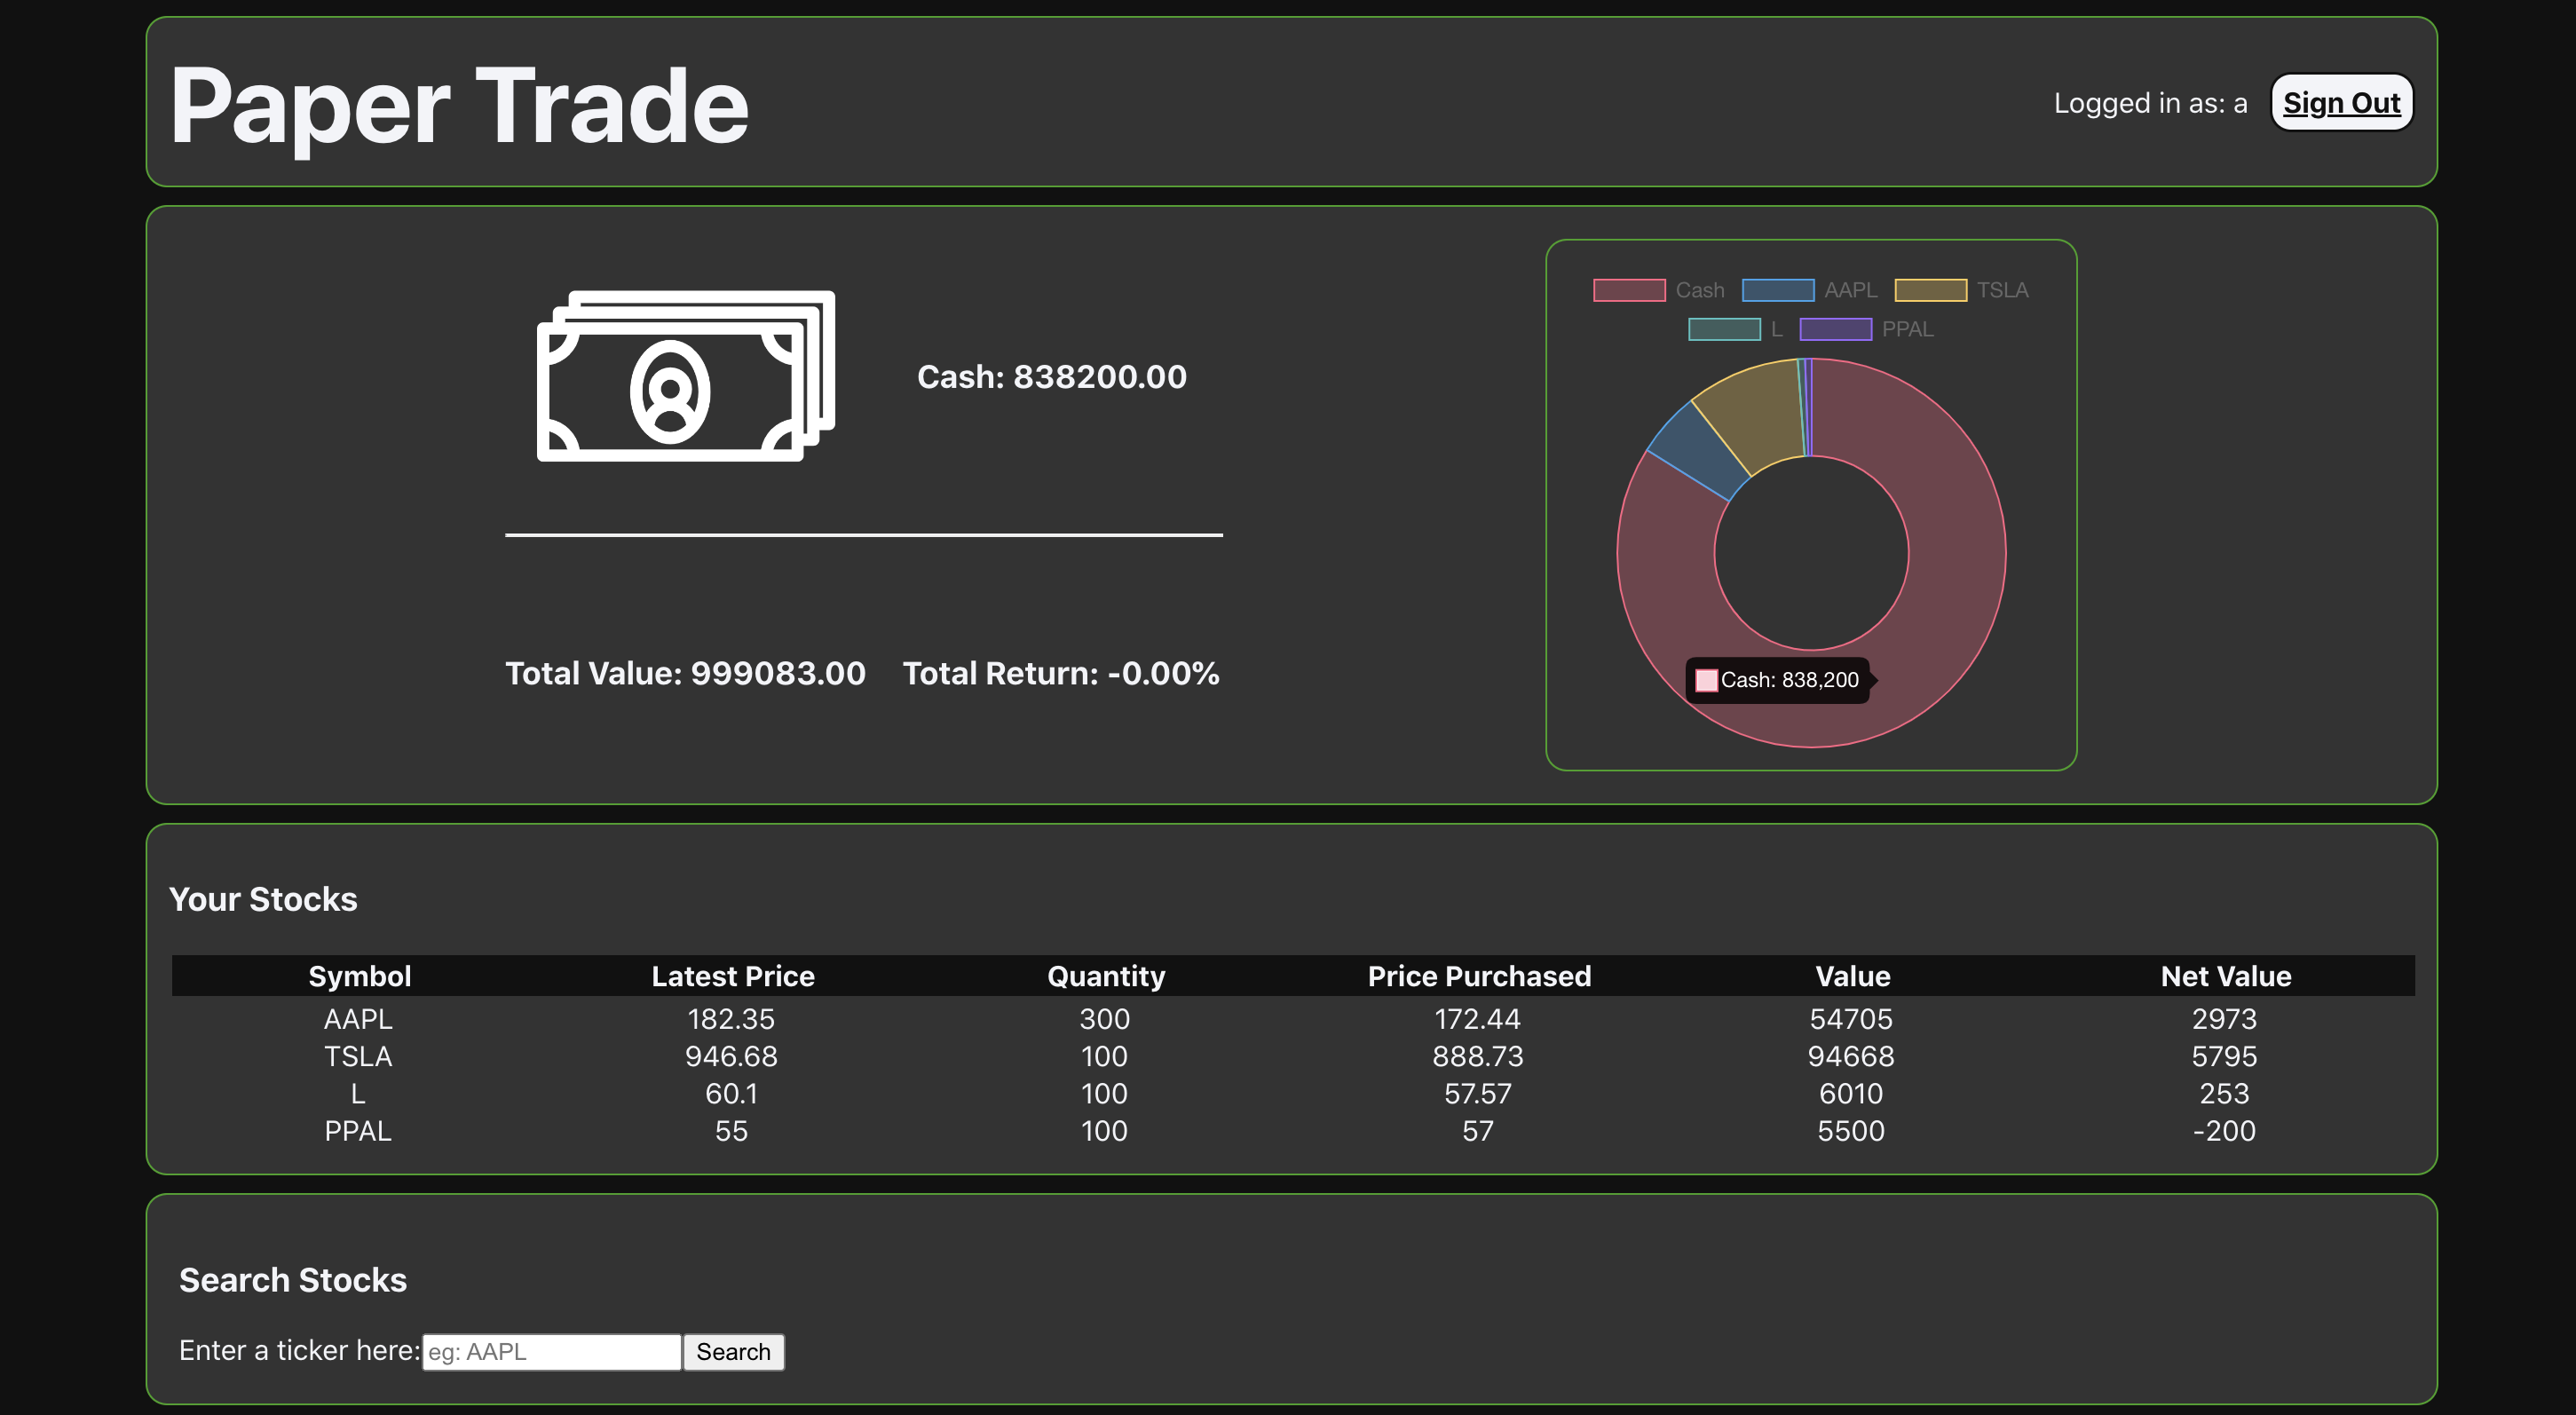 Paper Trade
Logged in as: a Sign Out
Cash AAPL TSLA
L PPAL
Cash: 838200.00
Total Value: 999083.00 Total Return: -0.00%
Cash: 838,200
Your Stocks
Symbol Latest Price Quantity Price Purchased Value Net Value
AAPL 182.35 300 172.44 54705 2973
TSLA 946.68 100 888.73 94668 5795
L 60.1 100 57.57 6010 253
PPAL 55 100 57 5500 -200
Search Stocks
Enter a ticker here: eg: AAPL Search